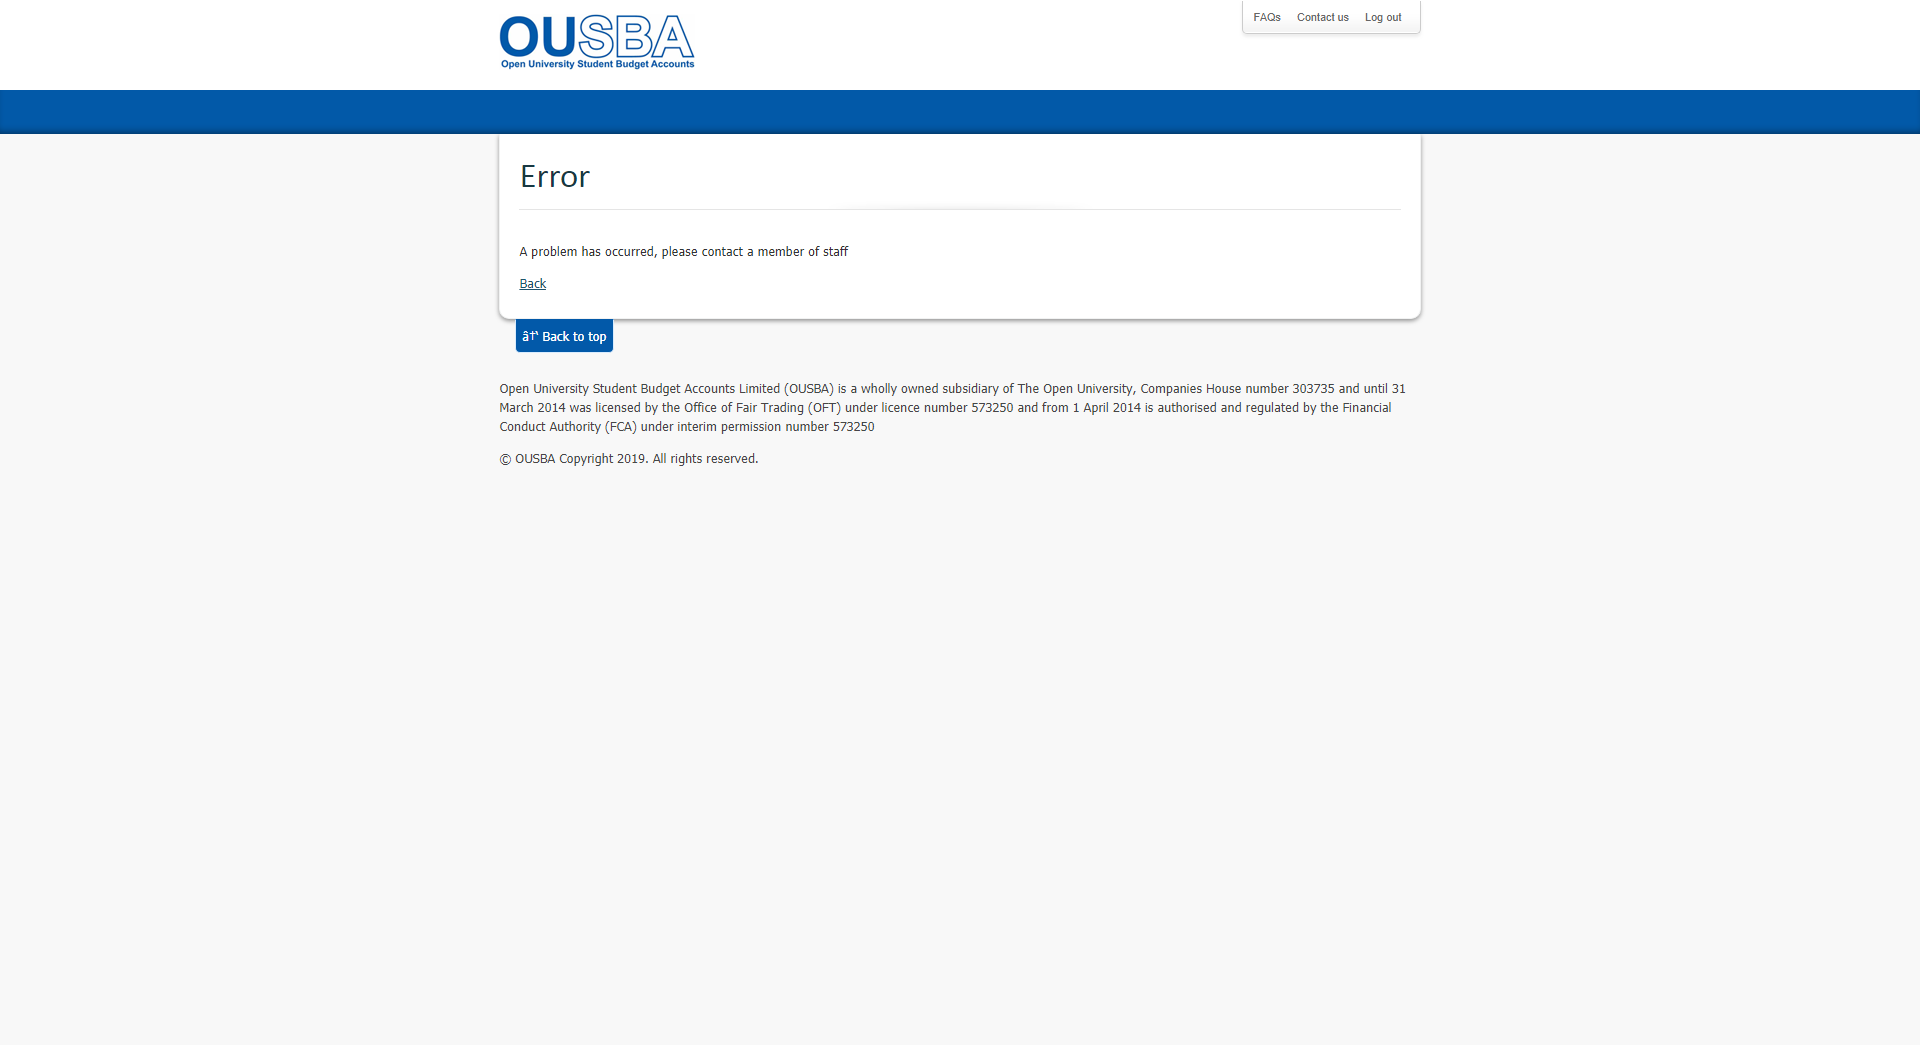 OUSBA
Open University Student Budget Accounts
FAQs Contact us Log out
Error
A problem has occurred, please contact a member of staff
Back
â†‘ Back to top
Open University Student Budget Accounts Limited (OUSBA) is a wholly owned subsidiary of The Open University, Companies House number 303735 and until 31
March 2014 was licensed by the Office of Fair Trading (OFT) under licence number 573250 and from 1 April 2014 is authorised and regulated by the Financial
Conduct Authority (FCA) under interim permission number 573250
© OUSBA Copyright 2019. All rights reserved.